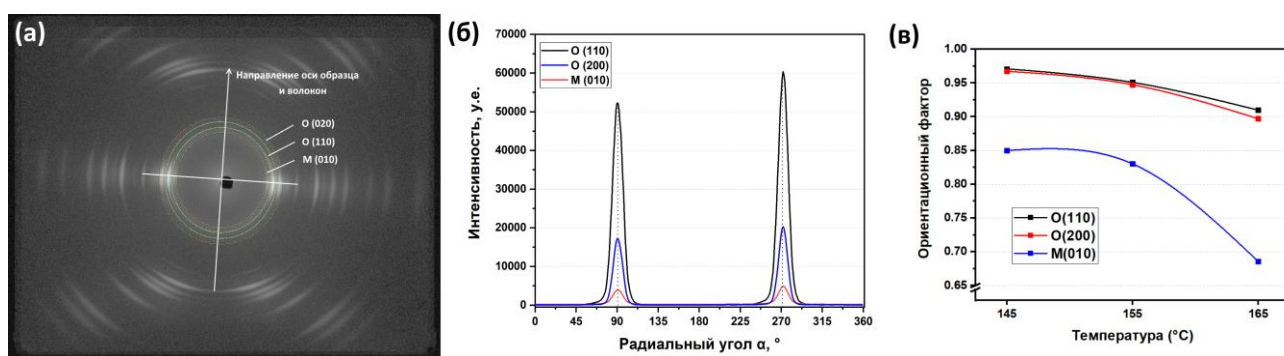 (а)
Направление оси образца
и волокон
O (020)
O (110)
M (010)
(б)
Интенсивность, у.е.
70000
60000
50000
40000
30000
20000
10000
0
O (110)
O (200)
M (010)
0 45 90 135 180 225 270 315 360
Радиальный угол α, °
(в)
Ориентационный фактор
1.00
0.95
0.90
0.85
0.80
0.75
0.70
0.65
O(110)
O(200)
M(010)
145 155 165
Температура (°C)